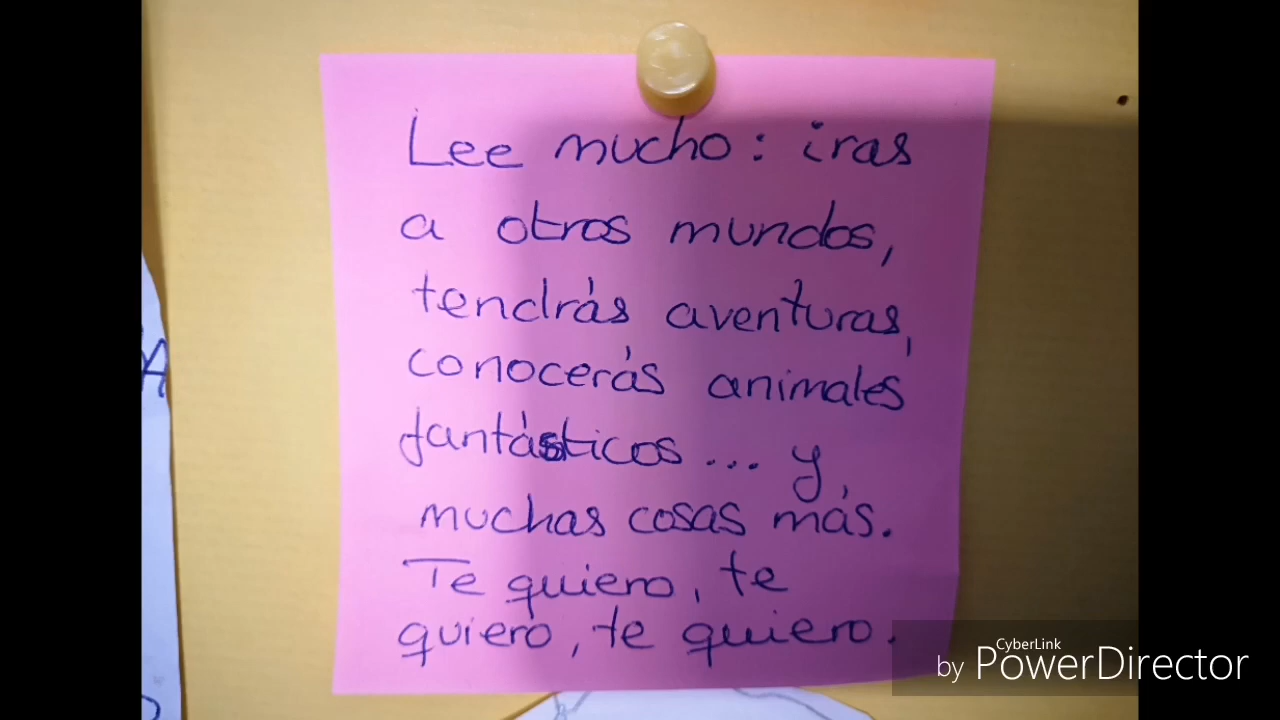 Lee mucho: iras
a otros mundos,
tendrás aventuras,
conocerás animales
fantásticos... y
muchas cosas más.
Te quiero, te
quiero, te quiero.
A
CyberLink
by PowerDirector